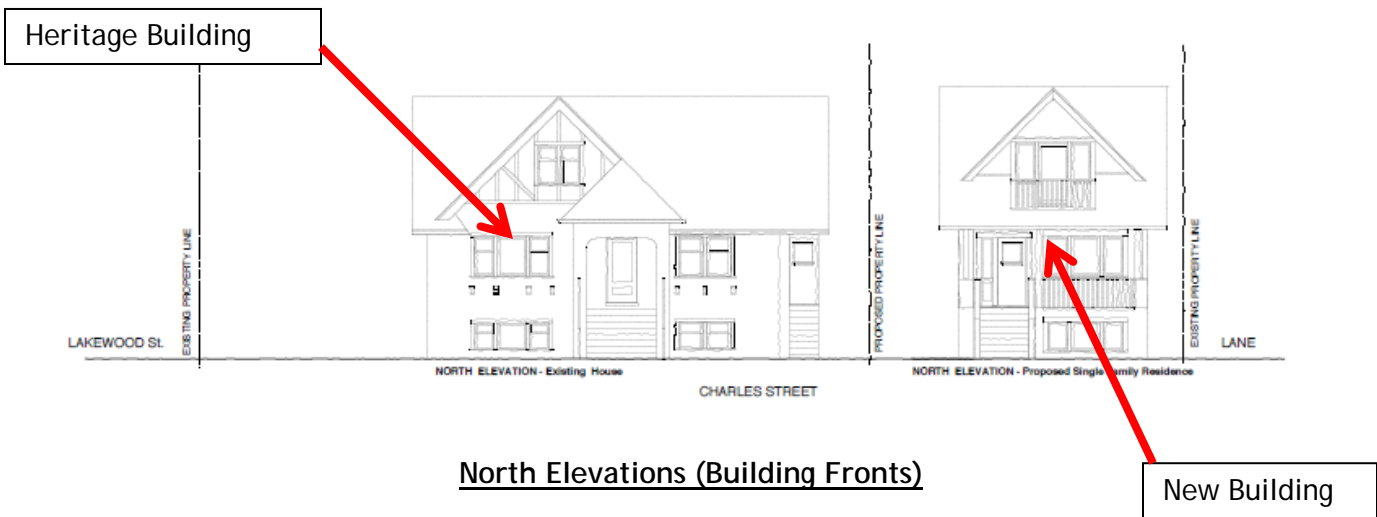 Heritage Building
EXISTING PROPERTY LINE
PROPOSED PROPERTY LINE
EXISTING PROPERTY LINE
LAKEWOOD St.
LANE
NORTH ELEVATION - Existing House
NORTH ELEVATION - Proposed Single Family Residence
CHARLES STREET
North Elevations (Building Fronts)
New Building